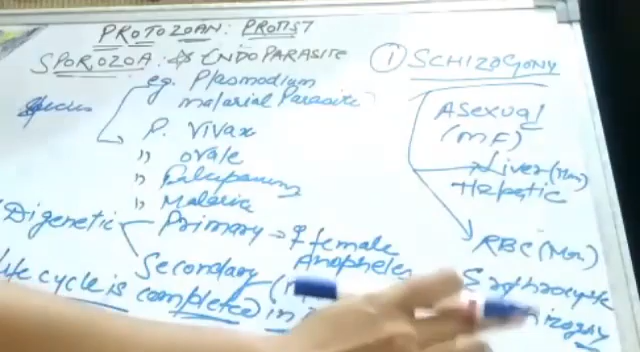 PROTOZOAN: PROTIST
SPOROZOA: ENDOPARASITE
eg. Plasmodium
malarial Parasite
Species
P. vivax
" ovale
" Falciparum
" Malaria
Digenetic Primary → ♀ female
Anopheles
Secondary
Life cycle is completed in
① SCHIZOGONY
Asexual
(MF)
Liver (Man)
Hepatic
RBC (Man)
Erythrocyte